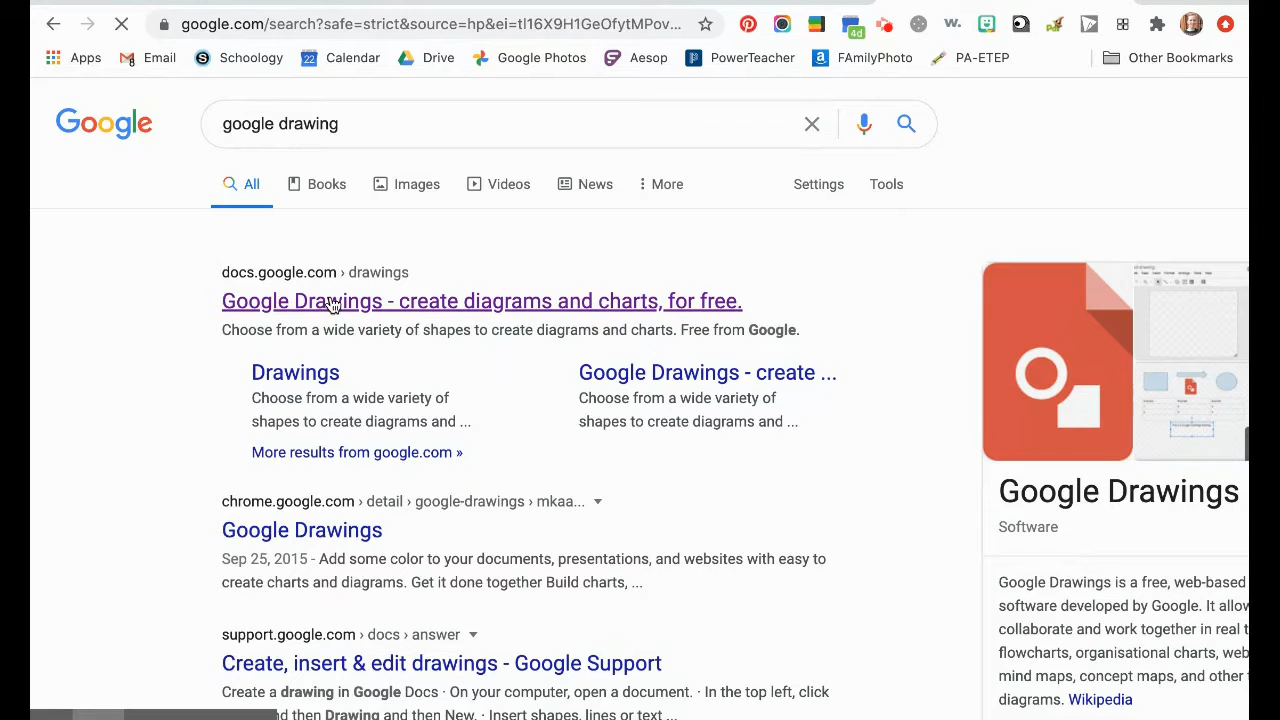 google.com/search?safe=strict&source=hp&ei=tI16X9H1GeOfytMPov...
4d
Apps Email Schoology 22 Calendar Drive Google Photos Aesop PowerTeacher FAmilyPhoto PA-ETEP Other Bookmarks
Google google drawing
All Books Images Videos News More Settings Tools
docs.google.com › drawings
Google Drawings - create diagrams and charts, for free.
Choose from a wide variety of shapes to create diagrams and charts. Free from Google.
Drawings
Choose from a wide variety of
shapes to create diagrams and ...
Google Drawings - create ...
Choose from a wide variety of
shapes to create diagrams and ...
More results from google.com »
chrome.google.com › detail › google-drawings › mkaa...
Google Drawings
Sep 25, 2015 - Add some color to your documents, presentations, and websites with easy to
create charts and diagrams. Get it done together Build charts, ...
support.google.com › docs › answer
Create, insert & edit drawings - Google Support
Create a drawing in Google Docs · On your computer, open a document. · In the top left, click
nd then Drawing and then New. · Insert shapes, lines or text ...
Google Drawings
Software
Google Drawings is a free, web-based
software developed by Google. It allow
collaborate and work together in real t
flowcharts, organisational charts, web
mind maps, concept maps, and other
diagrams. Wikipedia